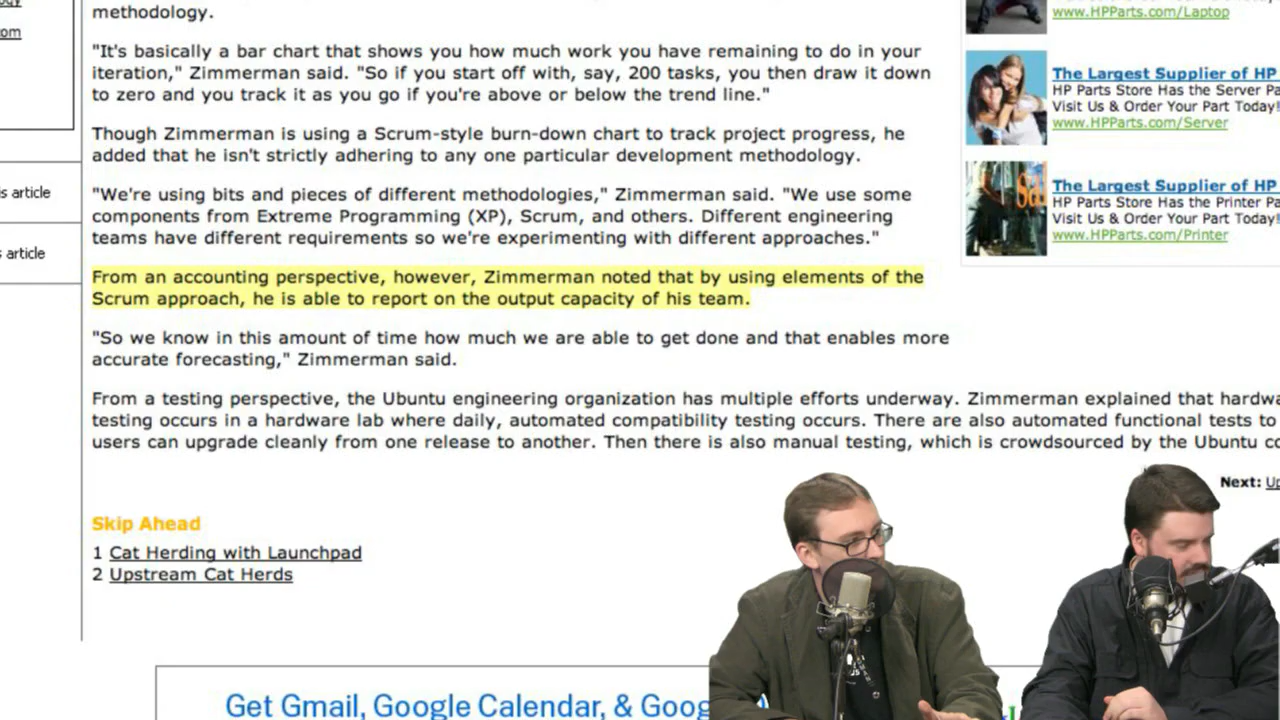 methodology.
"It's basically a bar chart that shows you how much work you have remaining to do in your
iteration," Zimmerman said. "So if you start off with, say, 200 tasks, you then draw it down
to zero and you track it as you go if you're above or below the trend line."
Though Zimmerman is using a Scrum-style burn-down chart to track project progress, he
added that he isn't strictly adhering to any one particular development methodology.
"We're using bits and pieces of different methodologies," Zimmerman said. "We use some
components from Extreme Programming (XP), Scrum, and others. Different engineering
teams have different requirements so we're experimenting with different approaches."
From an accounting perspective, however, Zimmerman noted that by using elements of the
Scrum approach, he is able to report on the output capacity of his team.
"So we know in this amount of time how much we are able to get done and that enables more
accurate forecasting," Zimmerman said.
From a testing perspective, the Ubuntu engineering organization has multiple efforts underway. Zimmerman explained that hardwa
testing occurs in a hardware lab where daily, automated compatibility testing occurs. There are also automated functional tests to
users can upgrade cleanly from one release to another. Then there is also manual testing, which is crowdsourced by the Ubuntu co
Next: Up
Skip Ahead
1 Cat Herding with Launchpad
2 Upstream Cat Herds
Get Gmail, Google Calendar, & Goog
om
is article
s article
www.HPParts.com/Laptop
The Largest Supplier of HP
HP Parts Store Has the Server Pa
Visit Us & Order Your Part Today!
www.HPParts.com/Server
The Largest Supplier of HP
HP Parts Store Has the Printer Pa
Visit Us & Order Your Part Today!
www.HPParts.com/Printer